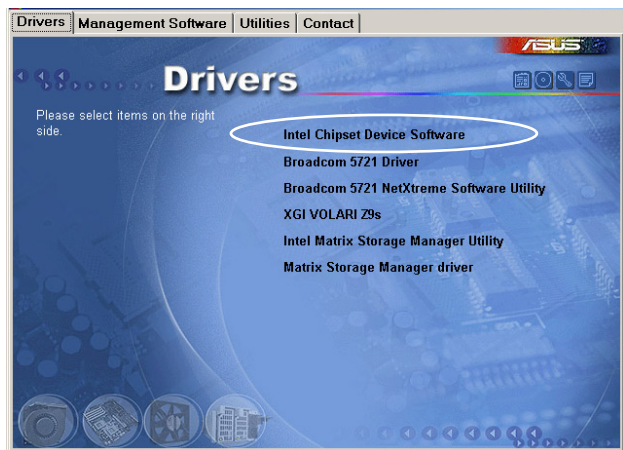 Drivers Management Software Utilities Contact
ASUS
Drivers
Please select items on the right
side.
Intel Chipset Device Software
Broadcom 5721 Driver
Broadcom 5721 NetXtreme Software Utility
XGI VOLARI Z9s
Intel Matrix Storage Manager Utility
Matrix Storage Manager driver